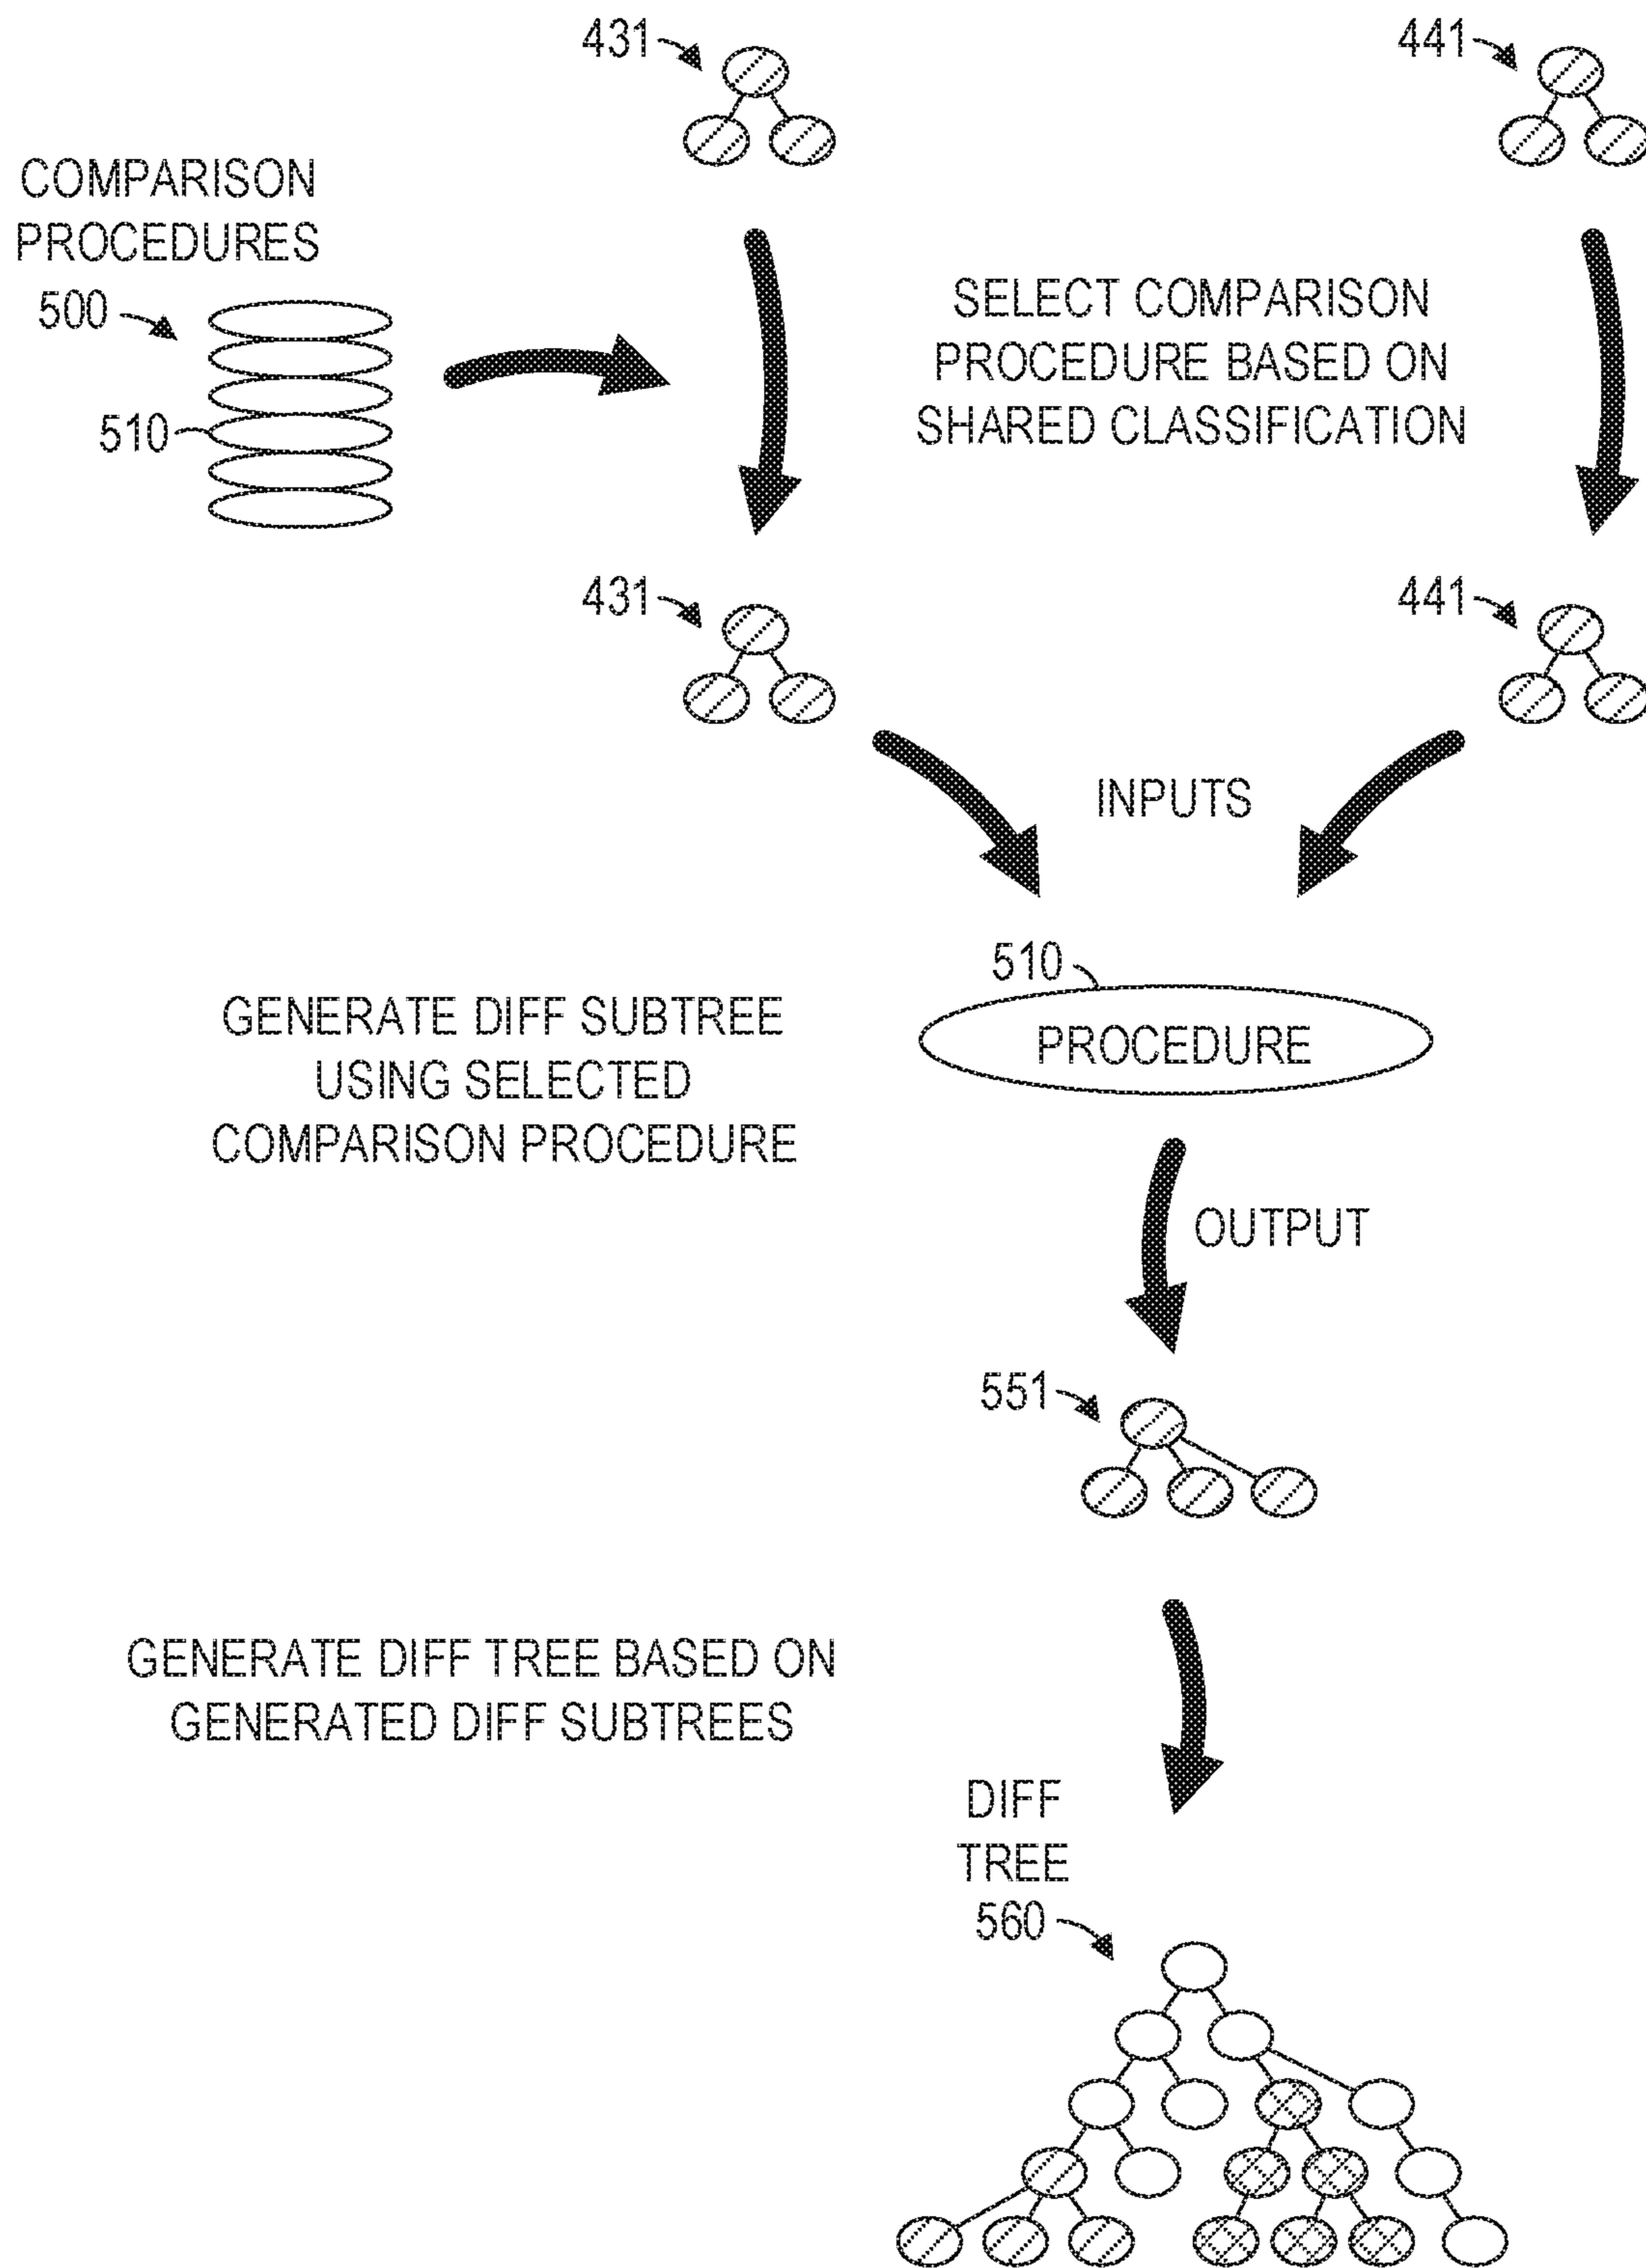 431
441
COMPARISON
PROCEDURES
500
510
SELECT COMPARISON
PROCEDURE BASED ON
SHARED CLASSIFICATION
431
441
INPUTS
510
PROCEDURE
GENERATE DIFF SUBTREE
USING SELECTED
COMPARISON PROCEDURE
OUTPUT
551
GENERATE DIFF TREE BASED ON
GENERATED DIFF SUBTREES
DIFF
TREE
560